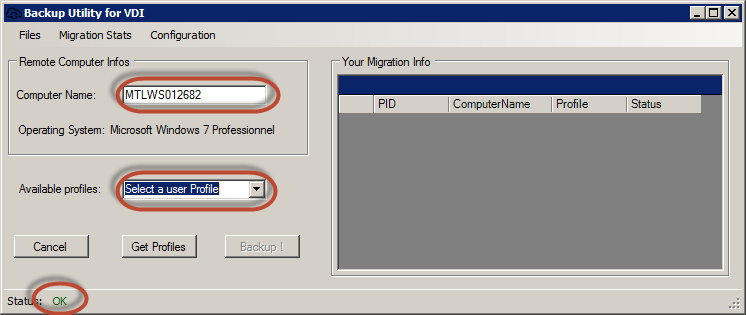 Backup Utility for VDI
Files Migration Stats Configuration
Remote Computer Infos
Computer Name: MTLWS012682
Operating System: Microsoft Windows 7 Professionnel
Available profiles: Select a user Profile
Cancel Get Profiles Backup !
Your Migration Info
PID ComputerName Profile Status
Status: OK